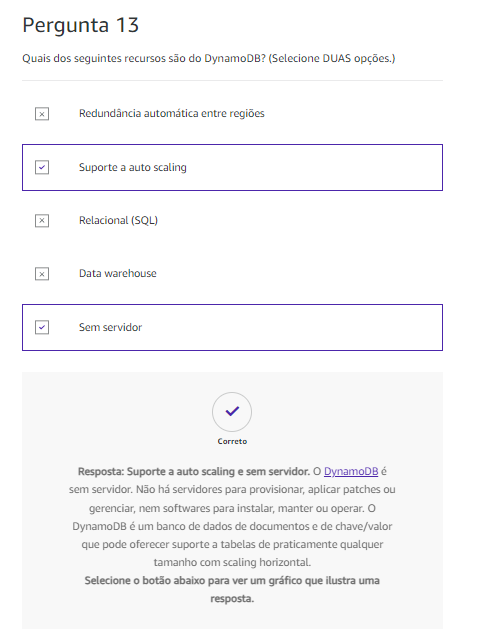 Pergunta 13
Quais dos seguintes recursos são do DynamoDB? (Selecione DUAS opções.)
Redundância automática entre regiões
Suporte a auto scaling
Relacional (SQL)
Data warehouse
Sem servidor
Correto
Resposta: Suporte a auto scaling e sem servidor. O DynamoDB é
sem servidor. Não há servidores para provisionar, aplicar patches ou
gerenciar, nem softwares para instalar, manter ou operar. O
DynamoDB é um banco de dados de documentos e de chave/valor
que pode oferecer suporte a tabelas de praticamente qualquer
tamanho com scaling horizontal.
Selecione o botão abaixo para ver um gráfico que ilustra uma
resposta.